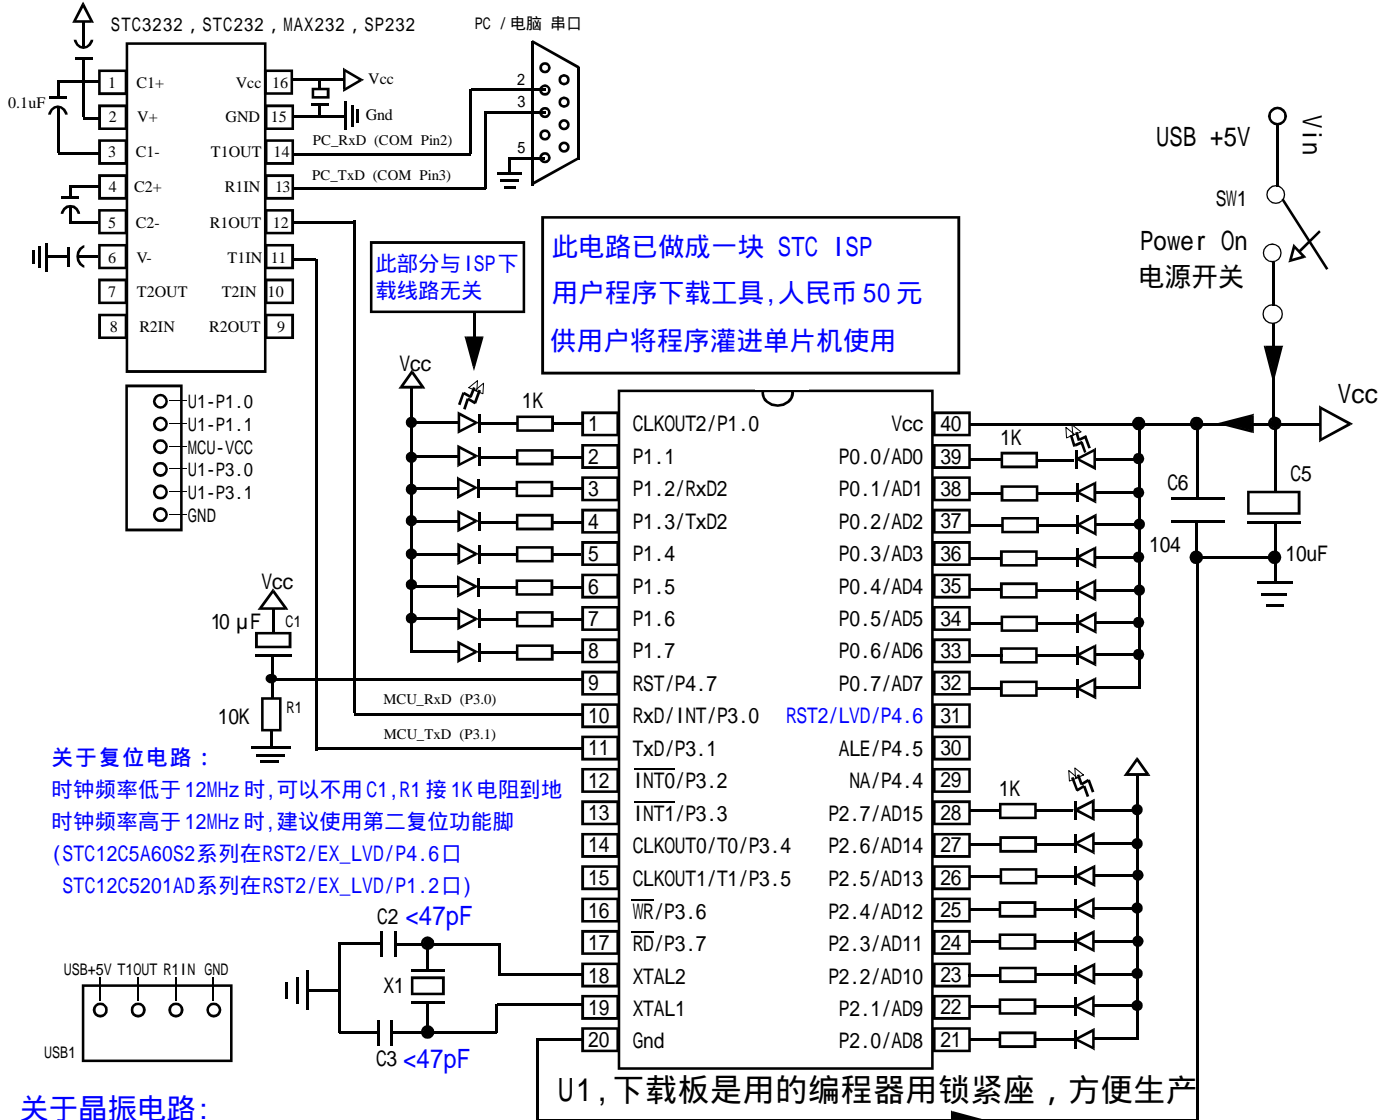 STC3232 , STC232 , MAX232 , SP232
PC / 电脑 串口
1 C1+ Vcc 16 Vcc
0.1uF
2 V+ GND 15 Gnd
3 C1- T1OUT 14 PC_RxD (COM Pin2)
4 C2+ R1IN 13 PC_TxD (COM Pin3)
5 C2- R1OUT 12
6 V- T1IN 11
7 T2OUT T2IN 10
8 R2IN R2OUT 9
2
3
5
USB +5V
Vin
SW1
Power On
电源开关
此部分与ISP下
载线路无关
此电路已做成一块 STC ISP
用户程序下载工具,人民币 50 元
供用户将程序灌进单片机使用
U1-P1.0
U1-P1.1
MCU-VCC
U1-P3.0
U1-P3.1
GND
Vcc
1K
Vcc
1 CLKOUT2/P1.0 Vcc 40
2 P1.1 P0.0/AD0 39 1K
3 P1.2/RxD2 P0.1/AD1 38
4 P1.3/TxD2 P0.2/AD2 37
5 P1.4 P0.3/AD3 36
6 P1.5 P0.4/AD4 35
7 P1.6 P0.5/AD5 34
8 P1.7 P0.6/AD6 33
9 RST/P4.7 P0.7/AD7 32
10 RxD/INT/P3.0 RST2/LVD/P4.6 31
11 TxD/P3.1 ALE/P4.5 30
12 INT0/P3.2 NA/P4.4 29
13 INT1/P3.3 P2.7/AD15 28 1K
14 CLKOUT0/T0/P3.4 P2.6/AD14 27
15 CLKOUT1/T1/P3.5 P2.5/AD13 26
16 WR/P3.6 P2.4/AD12 25
17 RD/P3.7 P2.3/AD11 24
18 XTAL2 P2.2/AD10 23
19 XTAL1 P2.1/AD9 22
20 Gnd P2.0/AD8 21
C6
104
C5
10uF
Vcc
10 μF C1
10K R1
MCU_RxD (P3.0)
MCU_TxD (P3.1)
关于复位电路：
时钟频率低于 12MHz 时,可以不用 C1,R1 接 1K 电阻到地
时钟频率高于 12MHz 时,建议使用第二复位功能脚
(STC12C5A60S2系列在RST2/EX_LVD/P4.6口
STC12C5201AD系列在RST2/EX_LVD/P1.2口)
C2 <47pF
X1
C3 <47pF
USB+5V T1OUT R1IN GND
USB1
U1,下载板是用的编程器用锁紧座，方便生产
关于晶振电路: